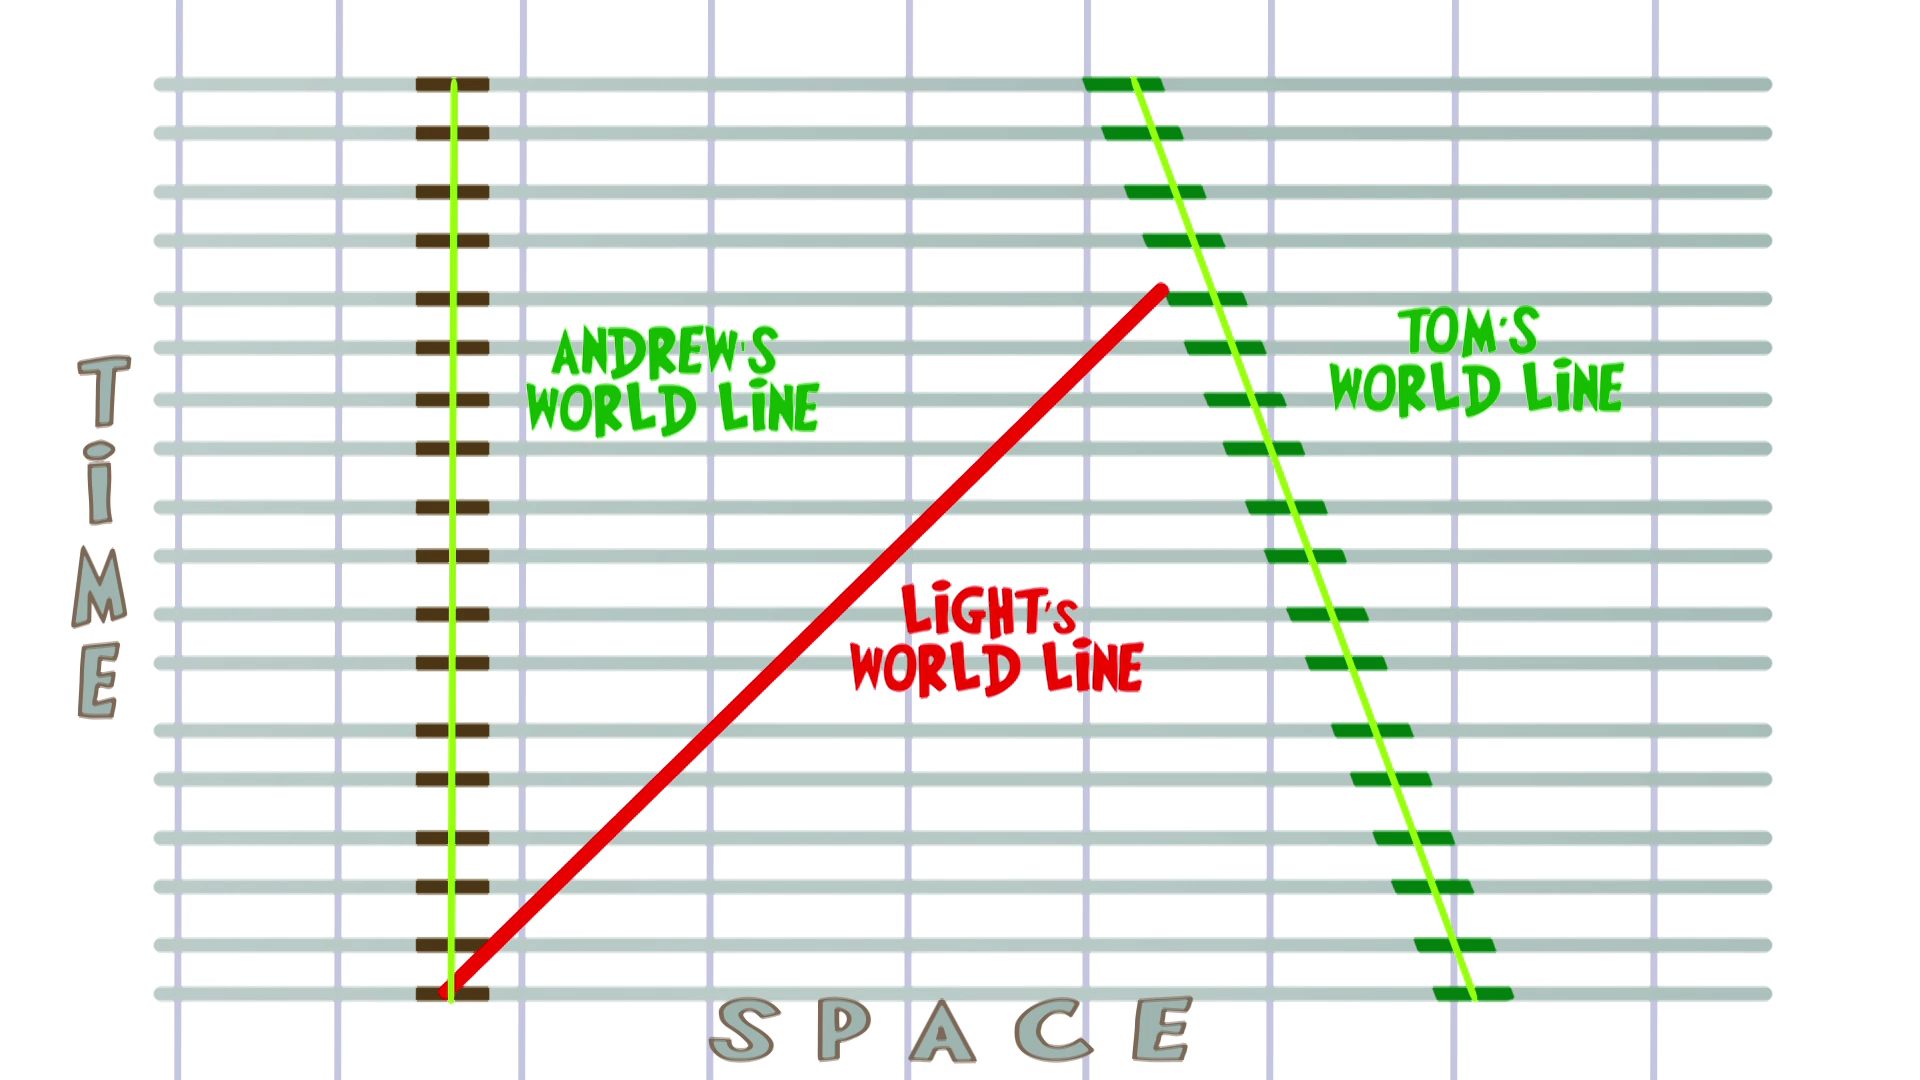 TIME
ANDREW'S
WORLD LINE
TOM'S
WORLD LINE
LIGHT'S
WORLD LINE
SPACE